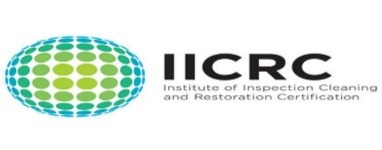 IICRC
Institute of Inspection Cleaning
and Restoration Certification